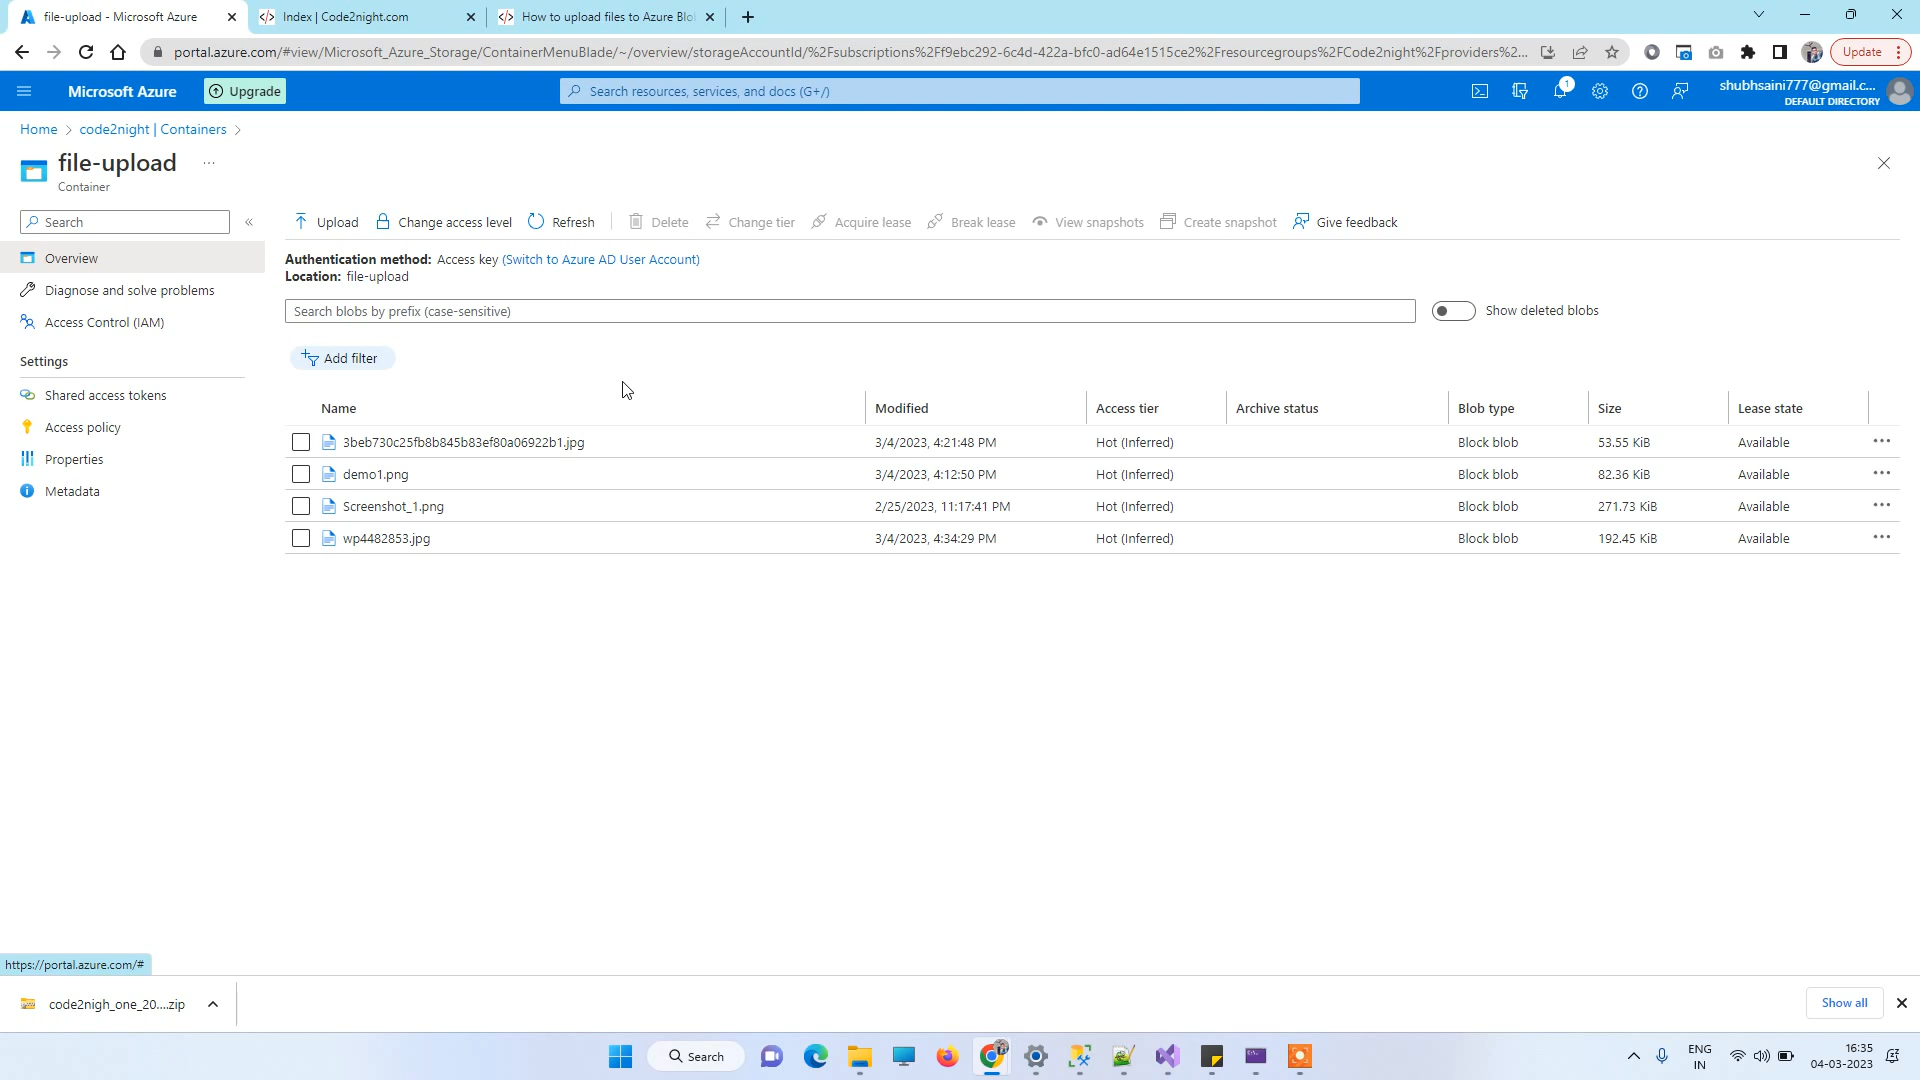 file-upload - Microsoft Azure
Index | Code2night.com
How to upload files to Azure Blo
portal.azure.com/#view/Microsoft_Azure_Storage/ContainerMenuBlade/~/overview/storageAccountId/%2Fsubscriptions%2Ff9ebc292-6c4d-422a-bfc0-ad64e1515ce2%2Fresourcegroups%2FCode2night%2Fproviders%2...
Update
Microsoft Azure
Upgrade
Search resources, services, and docs (G+/)
1
shubhsaini777@gmail.c...
DEFAULT DIRECTORY
Home > code2night | Containers >
file-upload ...
Container
Search
«
Upload
Change access level
Refresh
Delete
Change tier
Acquire lease
Break lease
View snapshots
Create snapshot
Give feedback
Overview
Diagnose and solve problems
Access Control (IAM)
Settings
Shared access tokens
Access policy
Properties
Metadata
Authentication method: Access key (Switch to Azure AD User Account)
Location: file-upload
Search blobs by prefix (case-sensitive)
Show deleted blobs
Add filter
Name Modified Access tier Archive status Blob type Size Lease state
3beb730c25fb8b845b83ef80a06922b1.jpg 3/4/2023, 4:21:48 PM Hot (Inferred) Block blob 53.55 KiB Available ...
demo1.png 3/4/2023, 4:12:50 PM Hot (Inferred) Block blob 82.36 KiB Available ...
Screenshot_1.png 2/25/2023, 11:17:41 PM Hot (Inferred) Block blob 271.73 KiB Available ...
wp4482853.jpg 3/4/2023, 4:34:29 PM Hot (Inferred) Block blob 192.45 KiB Available ...
https://portal.azure.com/#
code2nigh_one_20....zip
Show all
Search
ENG
IN
16:35
04-03-2023